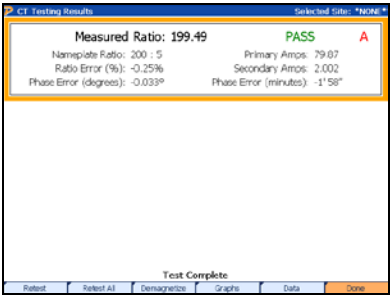 CT Testing Results Selected Site: *NONE*
Measured Ratio: 199.49 PASS A
Nameplate Ratio: 200 : 5 Primary Amps: 79.87
Ratio Error (%): -0.25% Secondary Amps: 2.002
Phase Error (degrees): -0.033º Phase Error (minutes): -1' 58"
Test Complete
Retest Retest All Demagnetize Graphs Data Done